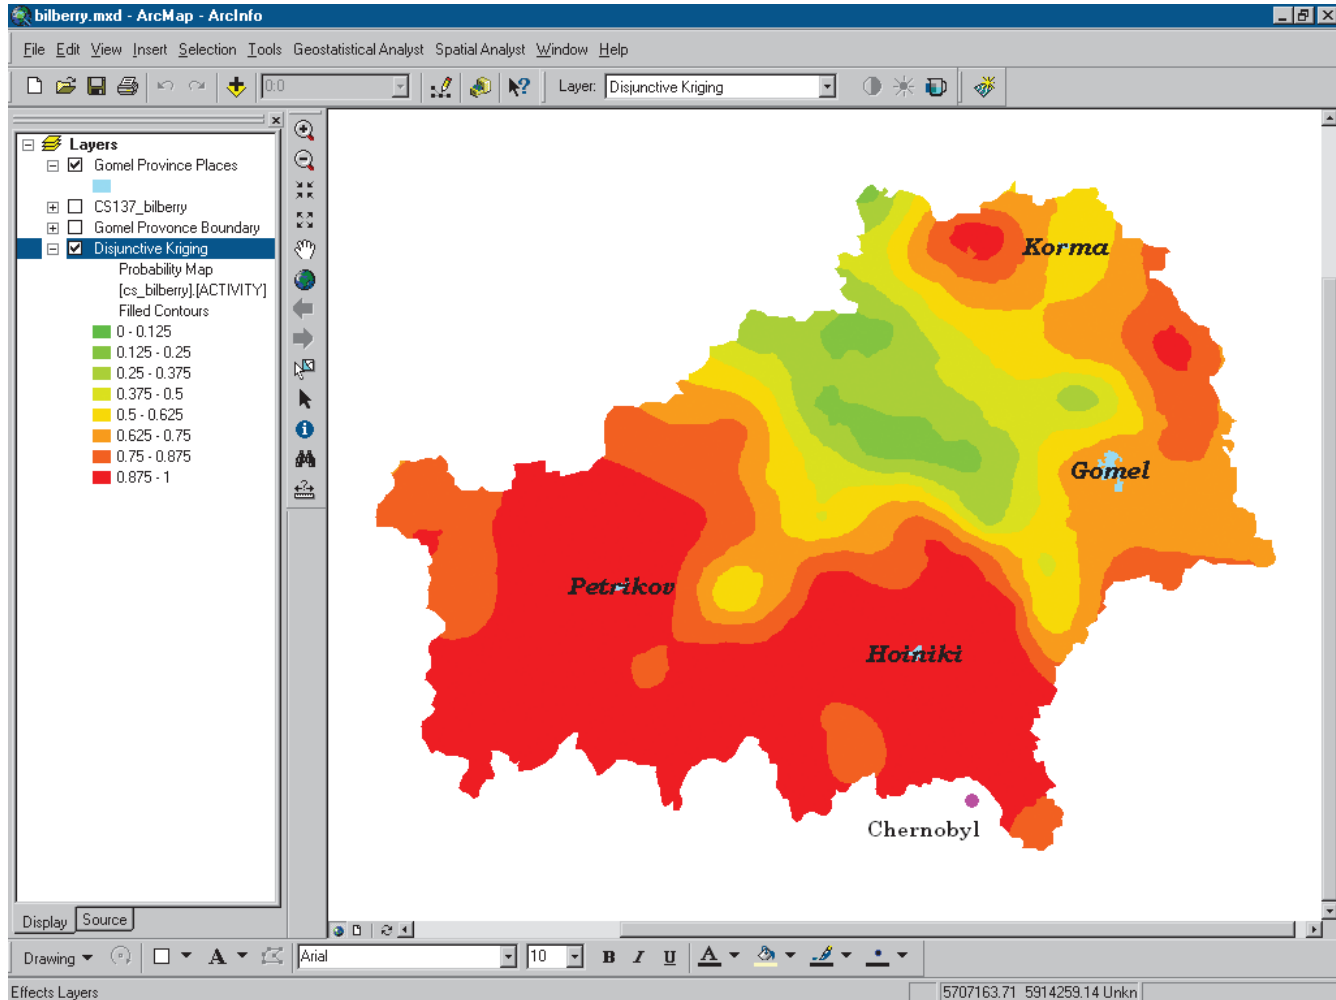 bilberry.mxd - ArcMap - ArcInfo
File Edit View Insert Selection Tools Geostatistical Analyst Spatial Analyst Window Help
0:0
Layer: Disjunctive Kriging
Layers
Gomel Province Places
CS137_bilberry
Gomel Provonce Boundary
Disjunctive Kriging
Probability Map
[cs_bilberry].[ACTIVITY]
Filled Contours
0 - 0.125
0.125 - 0.25
0.25 - 0.375
0.375 - 0.5
0.5 - 0.625
0.625 - 0.75
0.75 - 0.875
0.875 - 1
Korma
Gomel
Petrikov
Hoiniki
Chernobyl
Display Source
Drawing Arial 10 B I U A
Effects Layers
5707163.71 5914259.14 Unkn